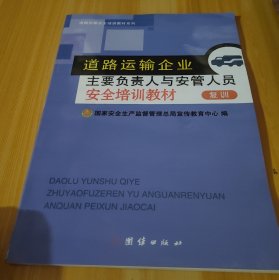 道路运输企业
主要负责人与安管人员
安全培训教材 复训
国家安全生产监督管理总局宣传教育中心 编
DAOLU YUNSHU QIYE
ZHUYAOFUZEREN YU ANGUANRENYUAN
ANQUAN PEIXUN JIAOCAI
团结出版社